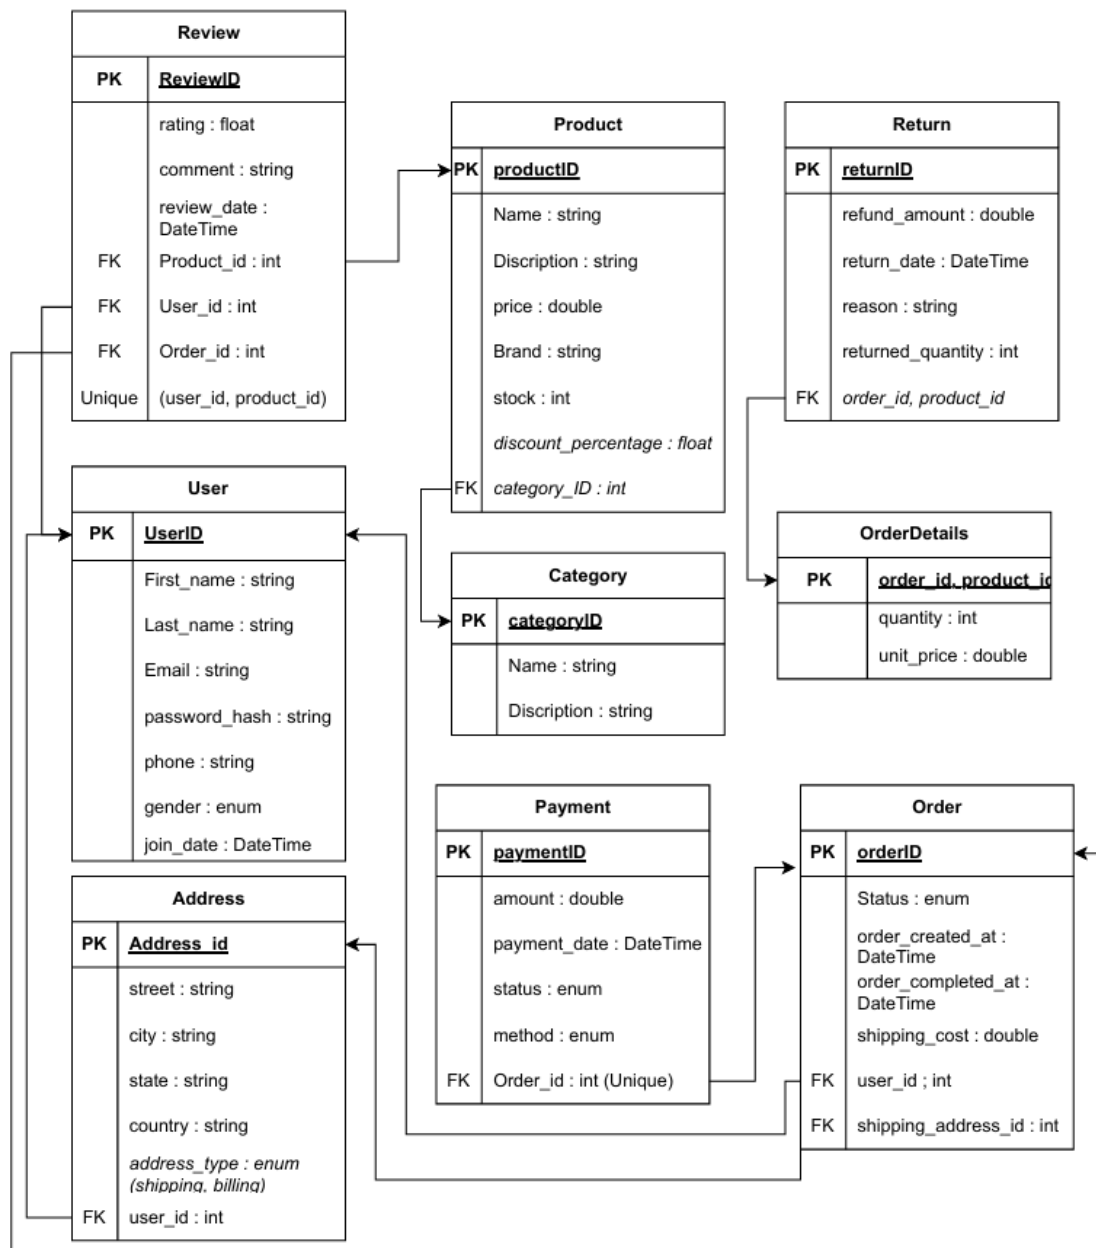 Review
PK ReviewID
rating : float
comment : string
review_date :
DateTime
FK Product_id : int
FK User_id : int
FK Order_id : int
Unique (user_id, product_id)
Product
PK productID
Name : string
Discription : string
price : double
Brand : string
stock : int
discount_percentage : float
FK category_ID : int
Return
PK returnID
refund_amount : double
return_date : DateTime
reason : string
returned_quantity : int
FK order_id, product_id
User
PK UserID
First_name : string
Last_name : string
Email : string
password_hash : string
phone : string
gender : enum
join_date : DateTime
Category
PK categoryID
Name : string
Discription : string
OrderDetails
PK order_id, product_id
quantity : int
unit_price : double
Address
PK Address_id
street : string
city : string
state : string
country : string
address_type : enum
(shipping, billing)
FK user_id : int
Payment
PK paymentID
amount : double
payment_date : DateTime
status : enum
method : enum
FK Order_id : int (Unique)
Order
PK orderID
Status : enum
order_created_at :
DateTime
order_completed_at :
DateTime
shipping_cost : double
FK user_id ; int
FK shipping_address_id : int